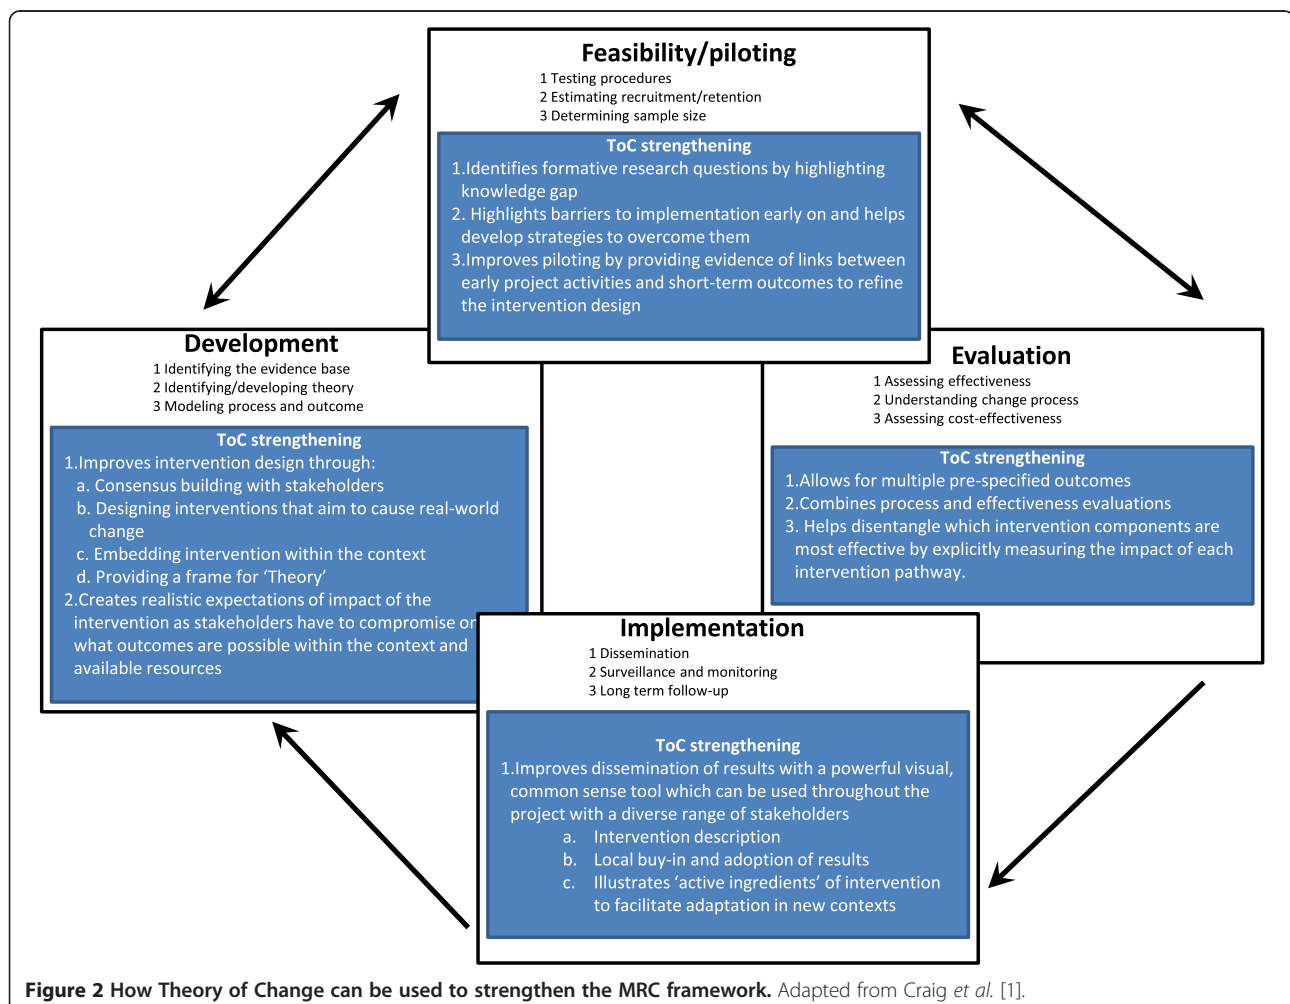 Feasibility/piloting
1 Testing procedures
2 Estimating recruitment/retention
3 Determining sample size
ToC strengthening
1.Identifies formative research questions by highlighting
knowledge gap
2. Highlights barriers to implementation early on and helps
develop strategies to overcome them
3.Improves piloting by providing evidence of links between
early project activities and short-term outcomes to refine
the intervention design
Development
1 Identifying the evidence base
2 Identifying/developing theory
3 Modeling process and outcome
ToC strengthening
1.Improves intervention design through:
a. Consensus building with stakeholders
b. Designing interventions that aim to cause real-world
change
c. Embedding intervention within the context
d. Providing a frame for ‘Theory’
2.Creates realistic expectations of impact of the
intervention as stakeholders have to compromise on
what outcomes are possible within the context and
available resources
Evaluation
1 Assessing effectiveness
2 Understanding change process
3 Assessing cost-effectiveness
ToC strengthening
1.Allows for multiple pre-specified outcomes
2.Combines process and effectiveness evaluations
3. Helps disentangle which intervention components are
most effective by explicitly measuring the impact of each
intervention pathway.
Implementation
1 Dissemination
2 Surveillance and monitoring
3 Long term follow-up
ToC strengthening
1.Improves dissemination of results with a powerful visual,
common sense tool which can be used throughout the
project with a diverse range of stakeholders
a. Intervention description
b. Local buy-in and adoption of results
c. Illustrates ‘active ingredients’ of intervention
to facilitate adaptation in new contexts
Figure 2 How Theory of Change can be used to strengthen the MRC framework. Adapted from Craig et al. [1].